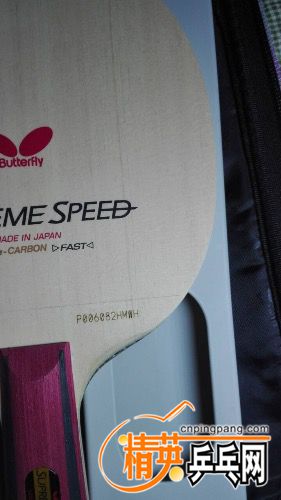 Butterfly
EME SPEED
MADE IN JAPAN
-CARBON ▷FAST◁
P006082HMWH
cnpingpang.com
精英乒乓网